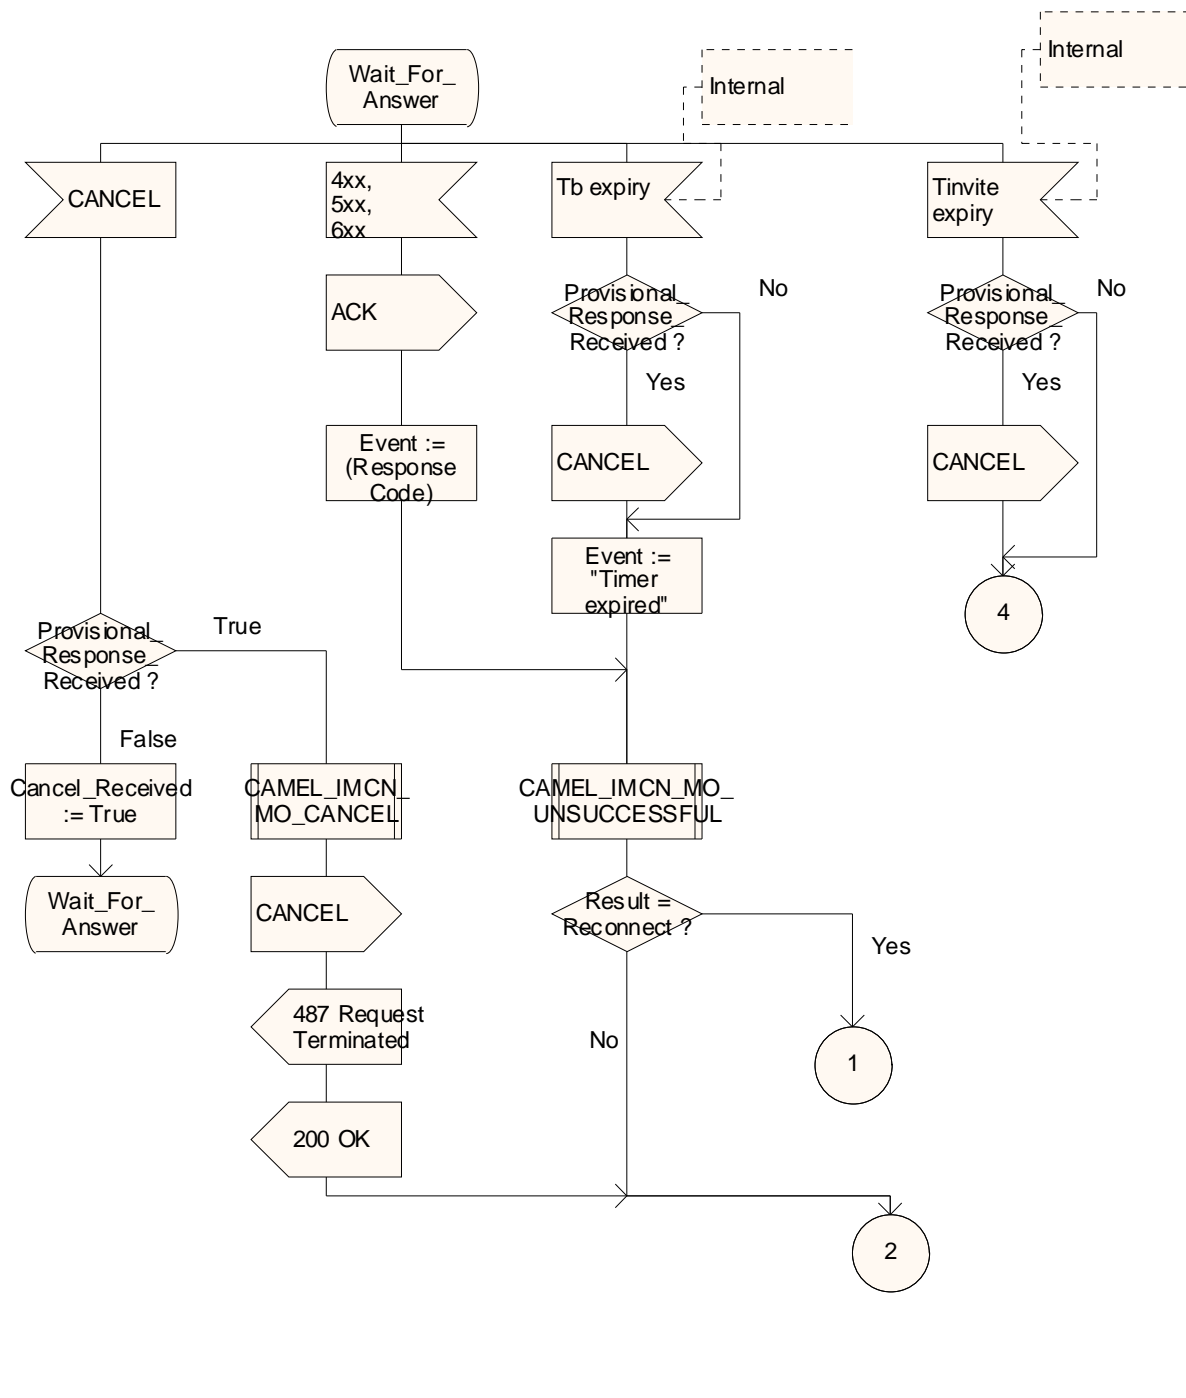 Internal
Wait_For_
Answer
Internal
CANCEL
4xx,
5xx,
6xx
Tb expiry
Tinvite
expiry
ACK
Provisional_
Response_
Received ?
No
Yes
Provisional_
Response_
Received ?
No
Yes
Event :=
(Response
Code)
CANCEL
CANCEL
Event :=
"Timer
expired"
4
Provisional_
Response_
Received ?
True
False
Cancel_Received
:= True
CAMEL_IMCN_
MO_CANCEL
CAMEL_IMCN_MO_
UNSUCCESSFUL
Wait_For_
Answer
CANCEL
Result =
Reconnect ?
Yes
487 Request
Terminated
No
1
200 OK
2